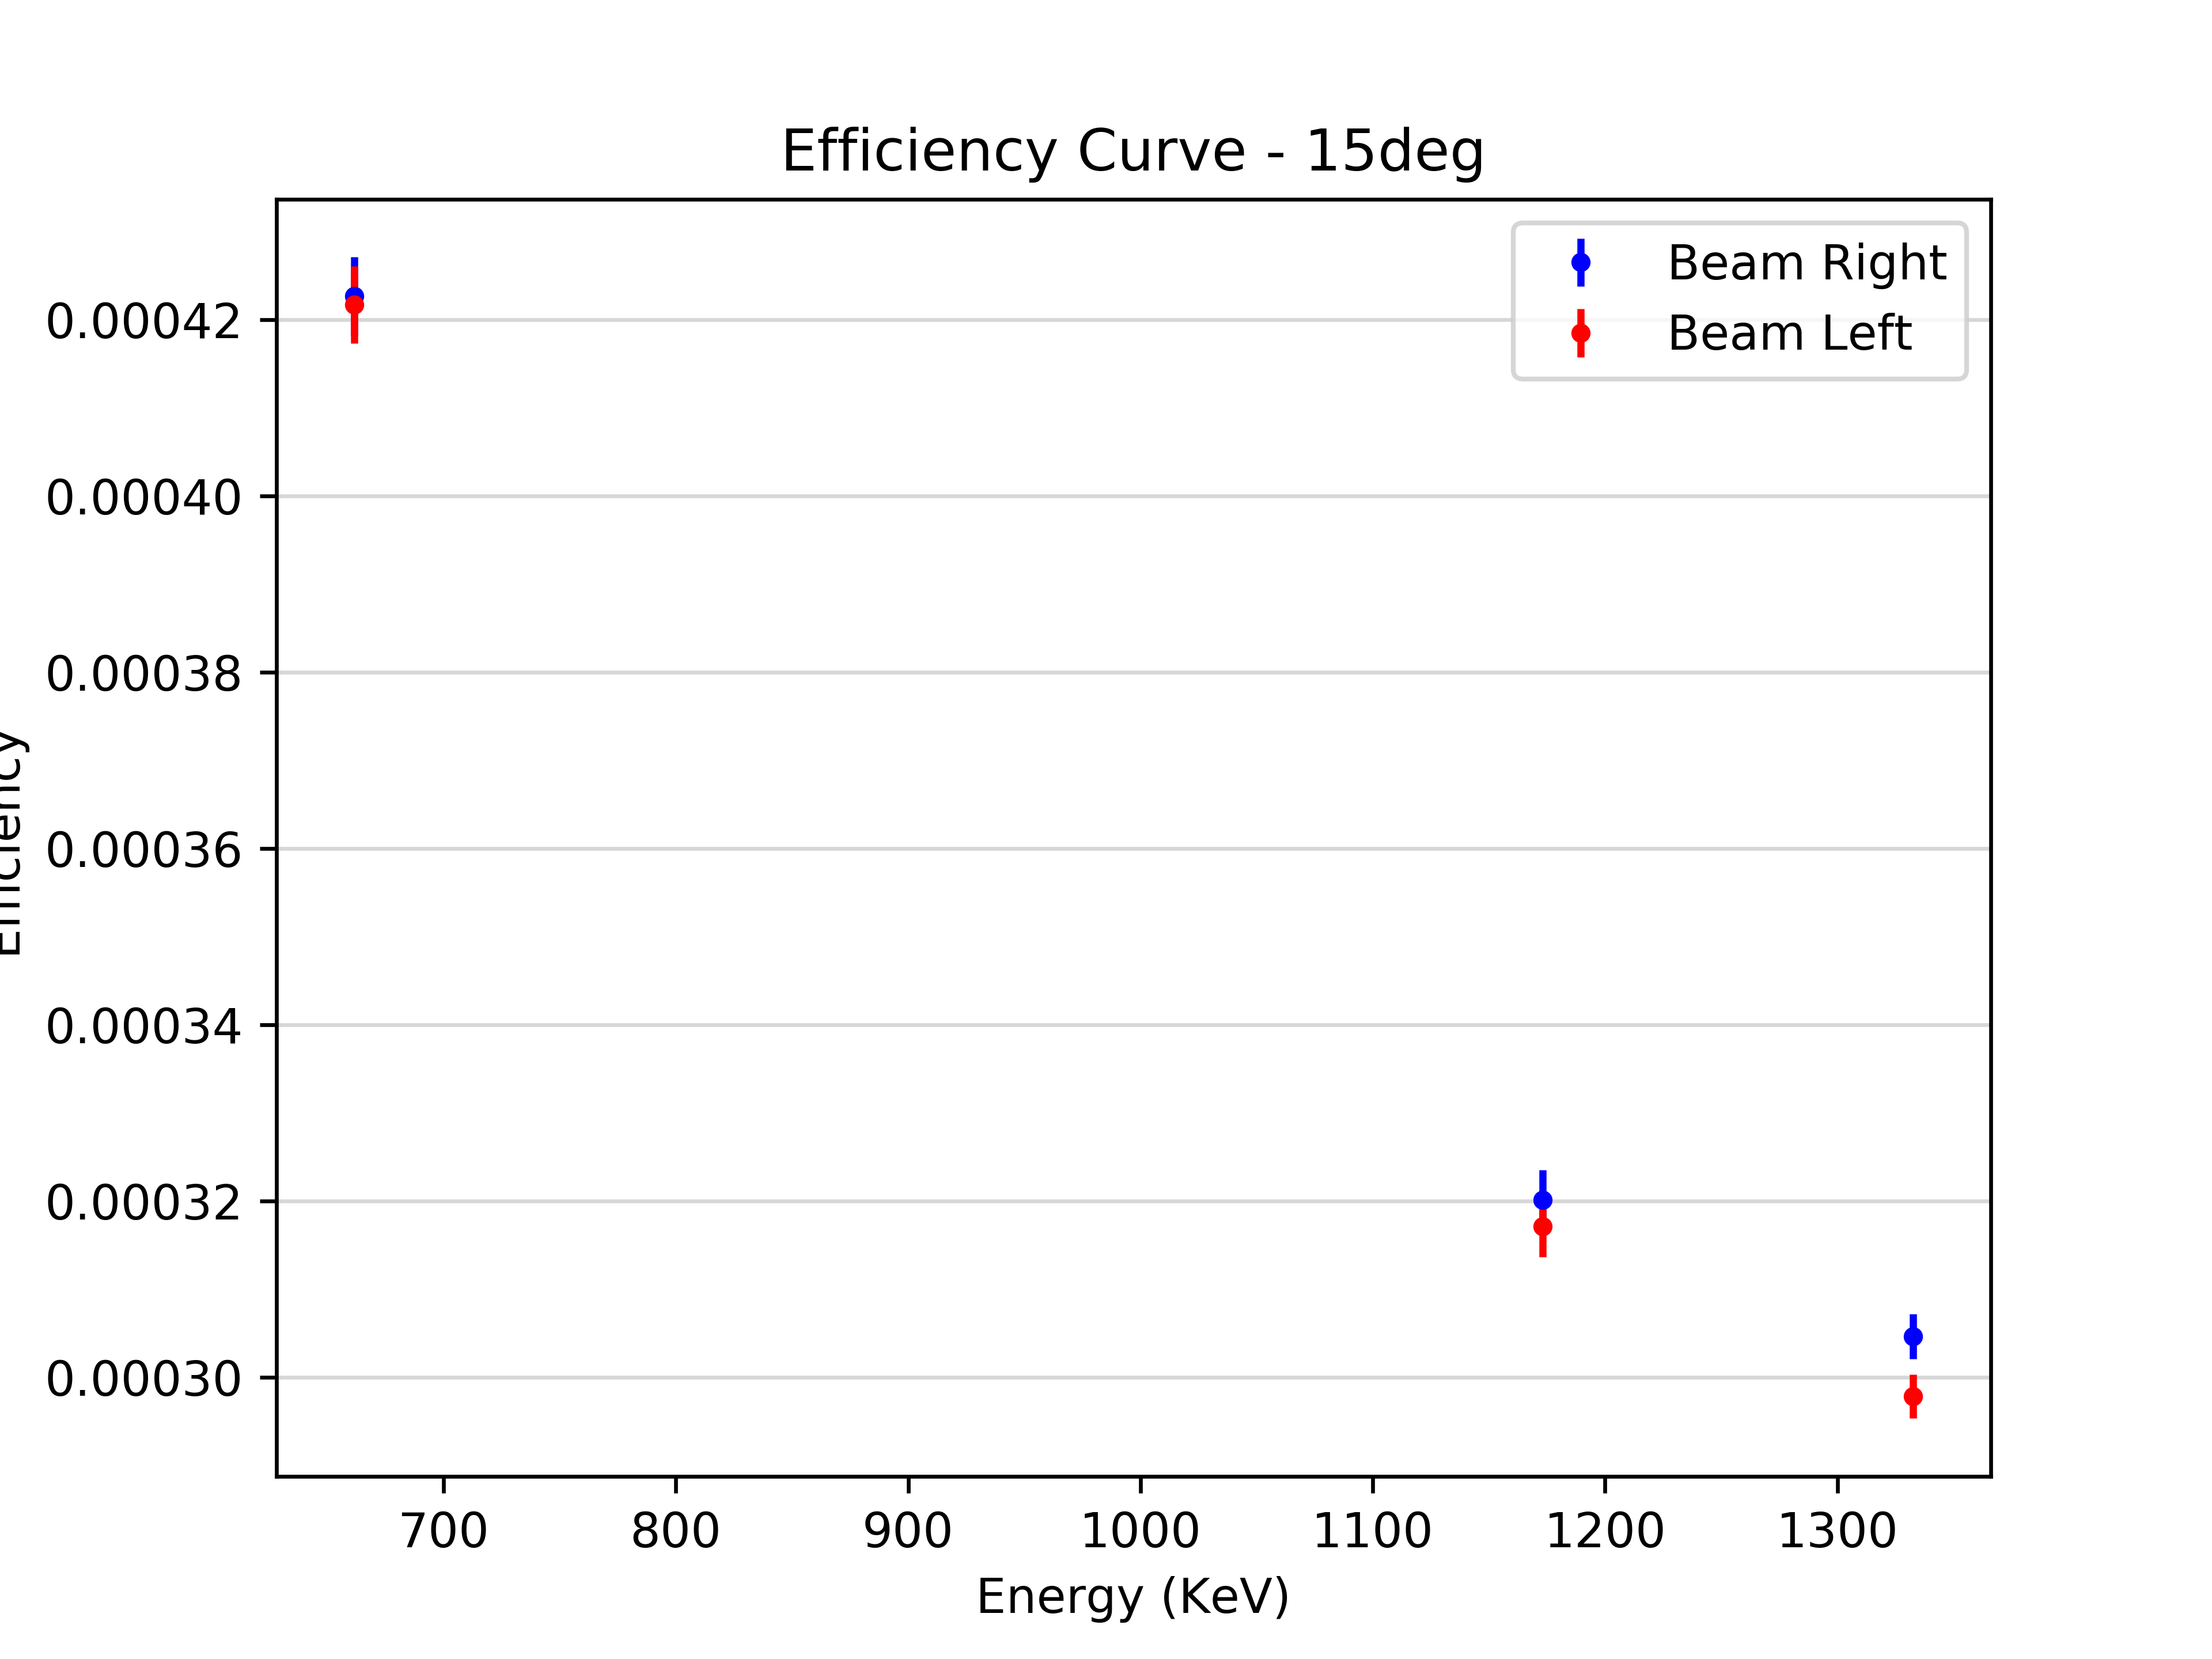 Efficiency Curve - 15deg
Beam Right
Beam Left
0.00042
0.00040
0.00038
0.00036
0.00034
0.00032
0.00030
Efficiency
700 800 900 1000 1100 1200 1300
Energy (KeV)